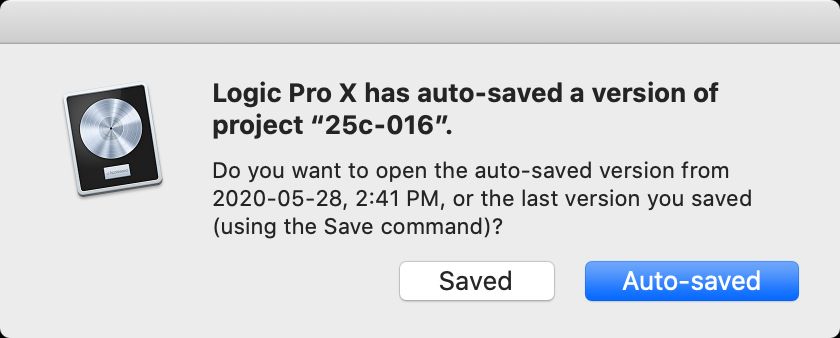 Logic Pro X has auto-saved a version of
project “25c-016”.
Do you want to open the auto-saved version from
2020-05-28, 2:41 PM, or the last version you saved
(using the Save command)?
Saved
Auto-saved